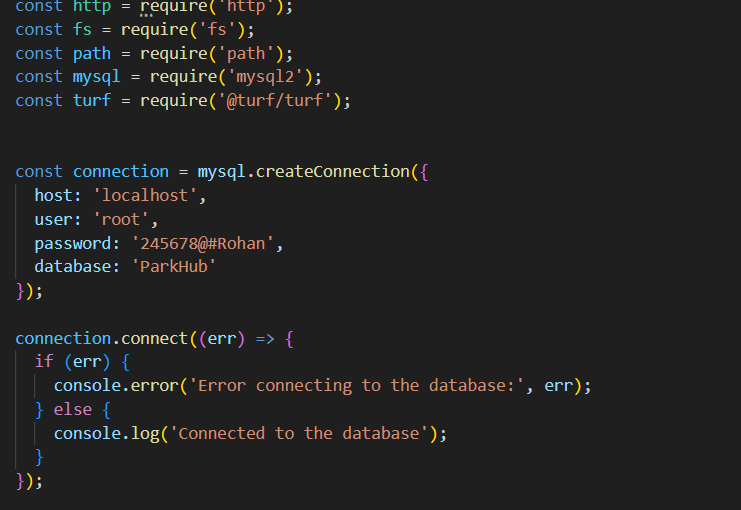 const http = require('http');
const fs = require('fs');
const path = require('path');
const mysql = require('mysql2');
const turf = require('@turf/turf');
const connection = mysql.createConnection({
host: 'localhost',
user: 'root',
password: '245678@#Rohan',
database: 'ParkHub'
});
connection.connect((err) => {
if (err) {
console.error('Error connecting to the database:', err);
} else {
console.log('Connected to the database');
}
});